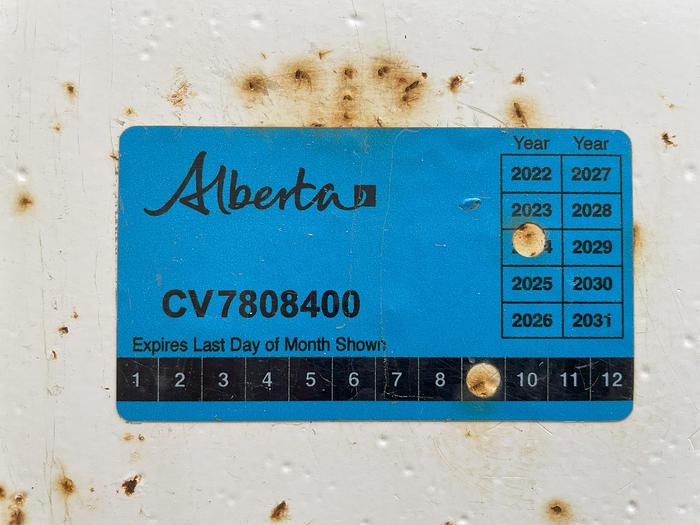 Alberta
Year Year
2022 2027
2023 2028
4 2029
2025 2030
2026 2031
CV7808400
Expires Last Day of Month Shown
1 2 3 4 5 6 7 8 10 11 12